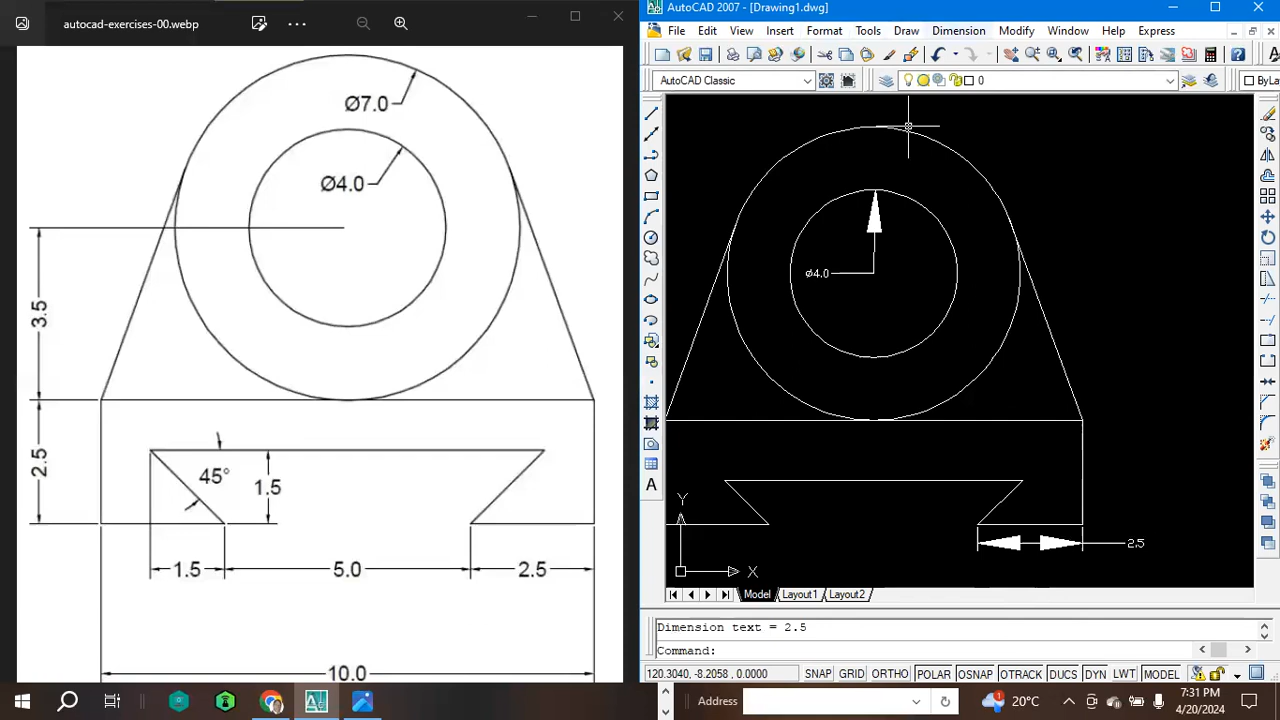 autocad-exercises-00.webp
AutoCAD 2007 - [Drawing1.dwg]
File Edit View Insert Format Tools Draw Dimension Modify Window Express
AutoCAD Classic
0
ByLa
Ø7.0
Ø4.0
3.5
2.5
45°
1.5
1.5
5.0
2.5
10.0
Ø4.0
2.5
A
Y
X
Model Layout1 Layout2
Dimension text = 2.5
Command:
120.3040, -8.2058, 0.0000 SNAP GRID ORTHO POLAR OSNAP OTRACK DUCS DYN LWT MODEL
Address
20°C
7:31 PM
4/20/2024